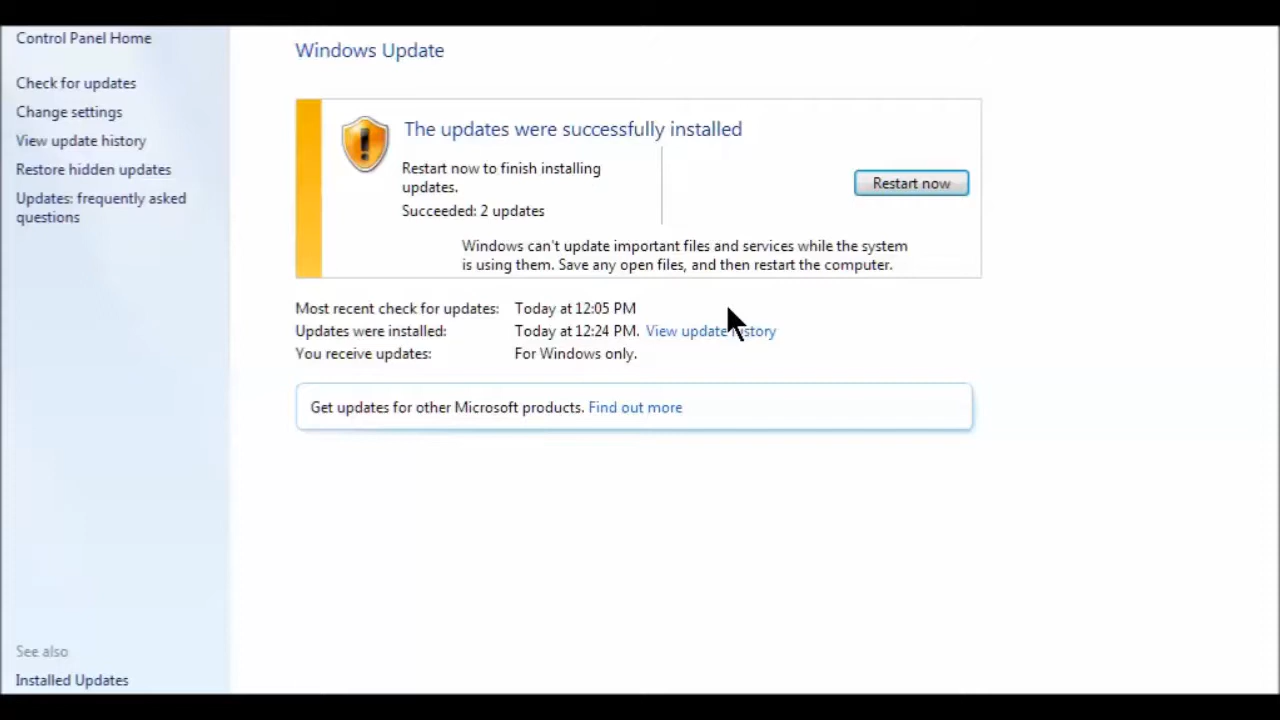 Control Panel Home
Check for updates
Change settings
View update history
Restore hidden updates
Updates: frequently asked
questions
See also
Installed Updates
Windows Update
The updates were successfully installed
Restart now to finish installing
updates.
Succeeded: 2 updates
Restart now
Windows can't update important files and services while the system
is using them. Save any open files, and then restart the computer.
Most recent check for updates: Today at 12:05 PM
Updates were installed: Today at 12:24 PM. View update history
You receive updates: For Windows only.
Get updates for other Microsoft products. Find out more